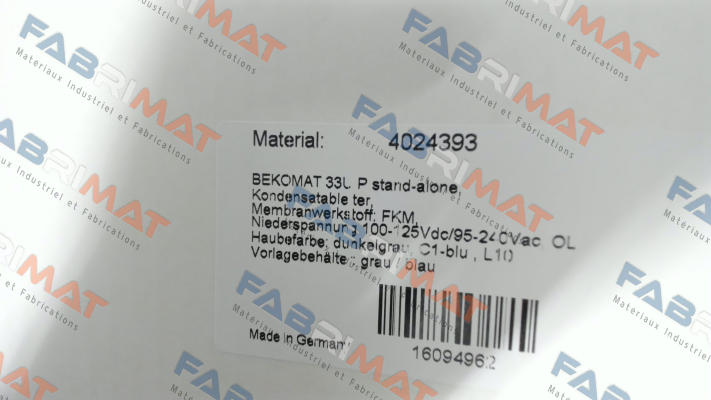 FABRIMAT
Matériaux Industriel et Fabrications
Material: 4024393
BEKOMAT 33U P stand-alone,
Kondensatableiter,
Membranwerkstoff: FKM,
Niederspannung 100-125Vdc/95-240Vac, OL
Haubefarbe: dunkelgrau, C1-blu, L10
Vorlagebehälter: grau / blau
Made in Germany
16094962